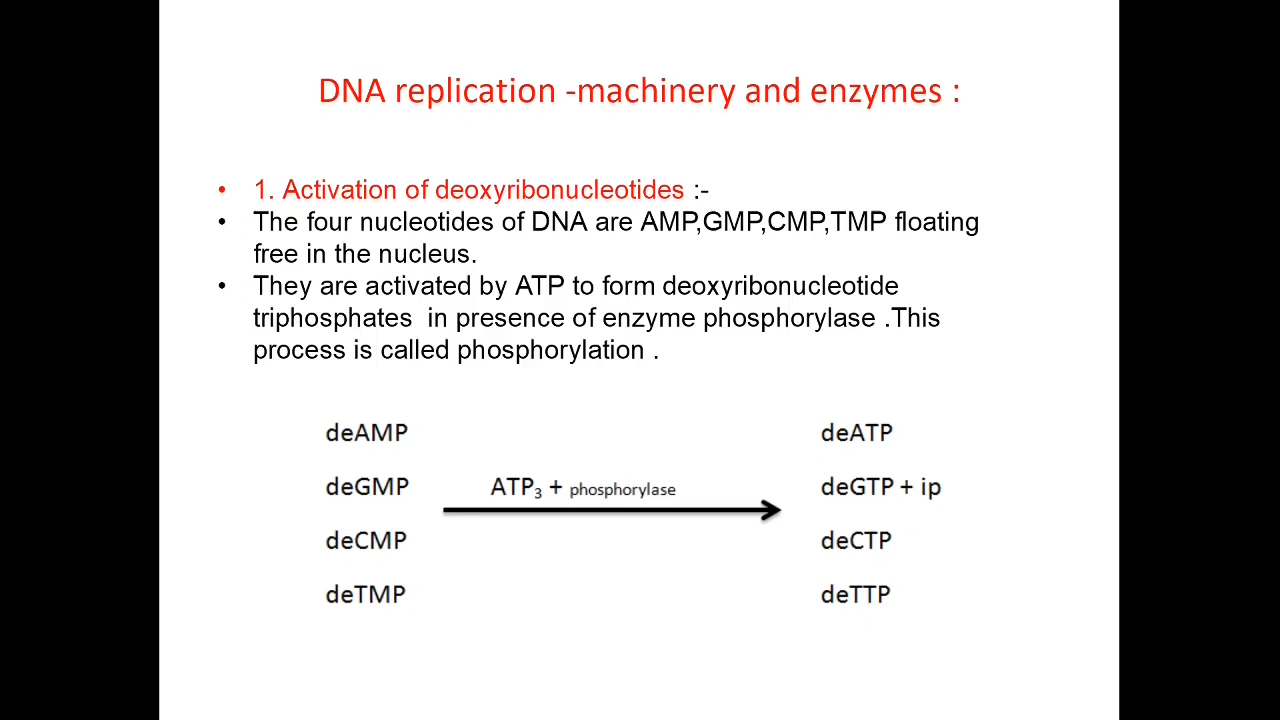 DNA replication -machinery and enzymes :
• 1. Activation of deoxyribonucleotides :-
• The four nucleotides of DNA are AMP,GMP,CMP,TMP floating
free in the nucleus.
• They are activated by ATP to form deoxyribonucleotide
triphosphates in presence of enzyme phosphorylase .This
process is called phosphorylation .
deAMP deATP
deGMP ATP₃ + phosphorylase deGTP + ip
deCMP deCTP
deTMP deTTP